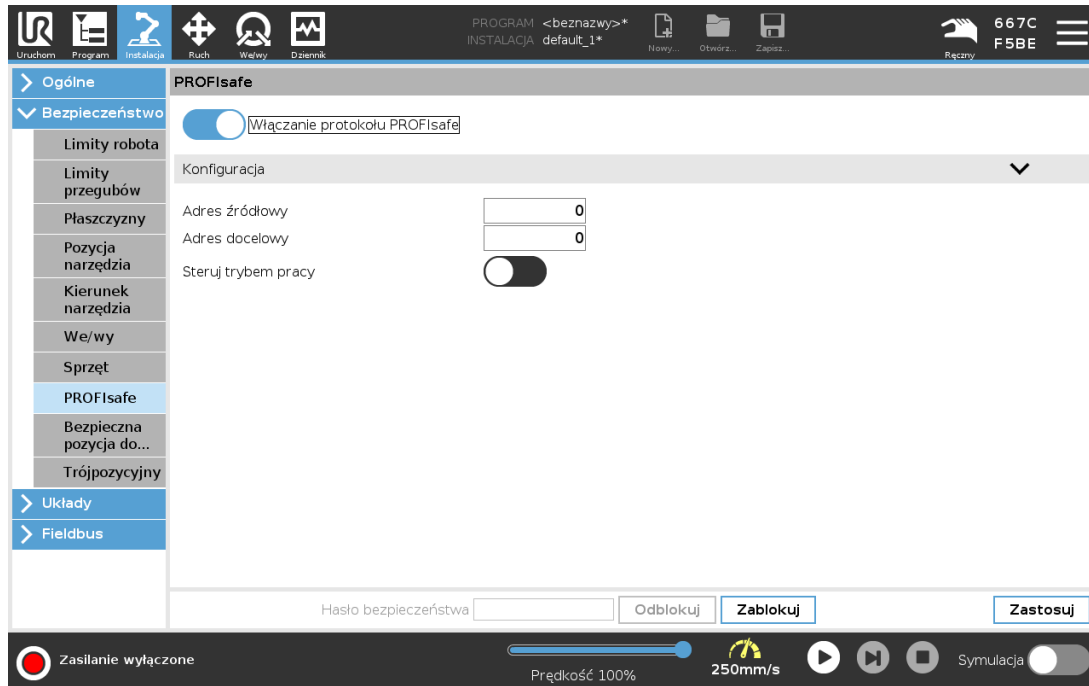 UR
Uruchom
Program
Instalacja
Ruch
We/wy
Dziennik
PROGRAM <beznazwy>*
INSTALACJA default_1*
Nowy...
Otwórz...
Zapisz...
Ręczny
667C
F5BE
Ogólne
Bezpieczeństwo
Limity robota
Limity
przegubów
Płaszczyzny
Pozycja
narzędzia
Kierunek
narzędzia
We/wy
Sprzęt
PROFIsafe
Bezpieczna
pozycja do...
Trójpozycyjny
Układy
Fieldbus
PROFIsafe
Włączanie protokołu PROFIsafe
Konfiguracja
Adres źródłowy 0
Adres docelowy 0
Steruj trybem pracy
Hasło bezpieczeństwa Odblokuj Zablokuj Zastosuj
Zasilanie wyłączone
Prędkość 100%
250mm/s
Symulacja